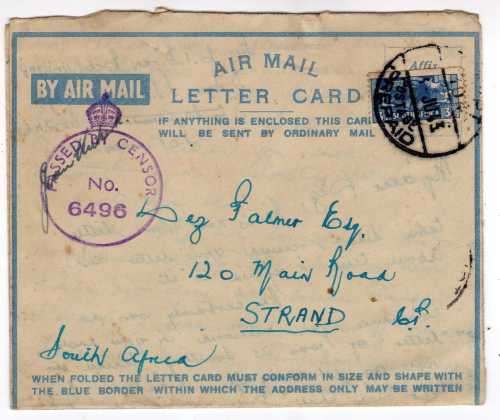 AIR MAIL
BY AIR MAIL
LETTER CARD
Affix
IF ANYTHING IS ENCLOSED THIS CARD
WILL BE SENT BY ORDINARY MAIL
PASSED CENSOR
No.
6496
Palmer Esq.
120 Main Road
STRAND
South Africa
WHEN FOLDED THE LETTER CARD MUST CONFORM IN SIZE AND SHAPE WITH
THE BLUE BORDER WITHIN WHICH THE ADDRESS ONLY MAY BE WRITTEN